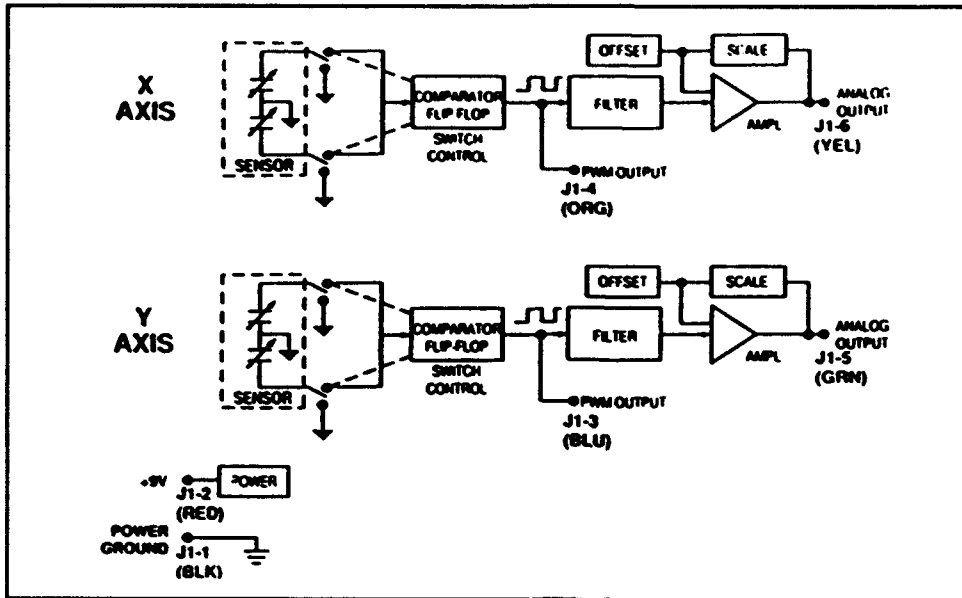 X
AXIS
SENSOR
COMPARATOR
FLIP FLOP
SWITCH
CONTROL
OFFSET
SCALE
FILTER
AMPL
ANALOG
OUTPUT
J1-6
(YEL)
PWM OUTPUT
J1-4
(ORG)
Y
AXIS
SENSOR
COMPARATOR
FLIP-FLOP
SWITCH
CONTROL
OFFSET
SCALE
FILTER
AMPL
ANALOG
OUTPUT
J1-5
(GRN)
PWM OUTPUT
J1-3
(BLU)
+9V
J1-2
(RED)
POWER
POWER
GROUND
J1-1
(BLK)